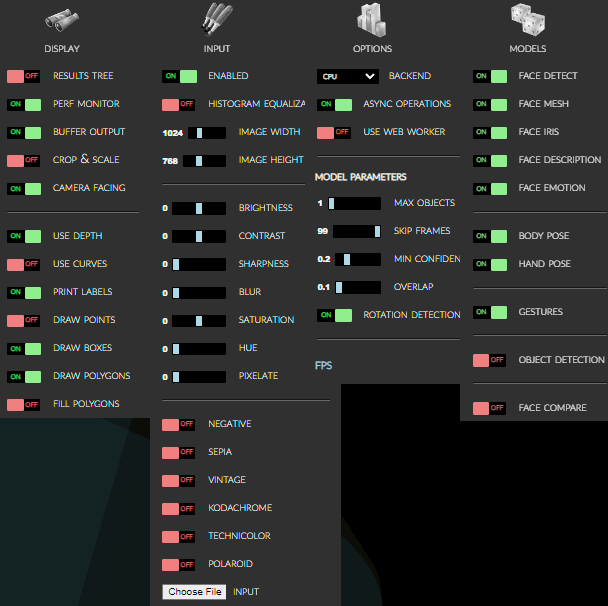 DISPLAY
OFF RESULTS TREE
ON PERF MONITOR
ON BUFFER OUTPUT
OFF CROP & SCALE
ON CAMERA FACING
ON USE DEPTH
OFF USE CURVES
ON PRINT LABELS
OFF DRAW POINTS
ON DRAW BOXES
ON DRAW POLYGONS
OFF FILL POLYGONS
INPUT
ON ENABLED
OFF HISTOGRAM EQUALIZA
1024 IMAGE WIDTH
768 IMAGE HEIGHT
0 BRIGHTNESS
0 CONTRAST
0 SHARPNESS
0 BLUR
0 SATURATION
0 HUE
0 PIXELATE
OFF NEGATIVE
OFF SEPIA
OFF VINTAGE
OFF KODACHROME
OFF TECHNICOLOR
OFF POLAROID
Choose File INPUT
OPTIONS
CPU BACKEND
ON ASYNC OPERATIONS
OFF USE WEB WORKER
MODEL PARAMETERS
1 MAX OBJECTS
99 SKIP FRAMES
0.2 MIN CONFIDEN
0.1 OVERLAP
ON ROTATION DETECTION
FPS
MODELS
ON FACE DETECT
ON FACE MESH
ON FACE IRIS
ON FACE DESCRIPTION
ON FACE EMOTION
ON BODY POSE
ON HAND POSE
ON GESTURES
OFF OBJECT DETECTION
OFF FACE COMPARE